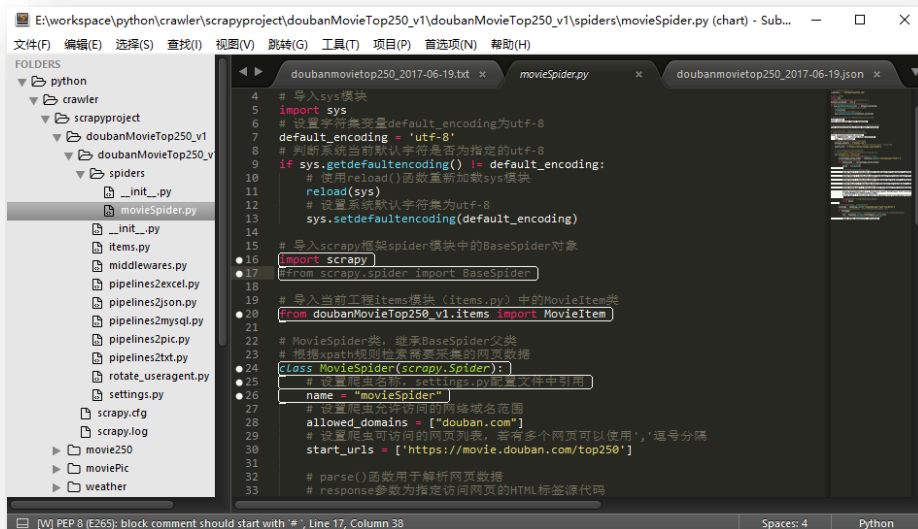 E:\workspace\python\crawler\scrapyproject\doubanMovieTop250_v1\doubanMovieTop250_v1\spiders\movieSpider.py (chart) - Sub...
文件(F) 编辑(E) 选择(S) 查找(I) 视图(V) 跳转(G) 工具(T) 项目(P) 首选项(N) 帮助(H)
FOLDERS
python
crawler
scrapyproject
doubanMovieTop250_v1
doubanMovieTop250_v
spiders
__init__.py
movieSpider.py
__init__.py
items.py
middlewares.py
pipelines2excel.py
pipelines2json.py
pipelines2mysql.py
pipelines2pic.py
pipelines2txt.py
rotate_useragent.py
settings.py
scrapy.cfg
scrapy.log
movie250
moviePic
weather
doubanmovietop250_2017-06-19.txt × movieSpider.py × doubanmovietop250_2017-06-19.json ×
4 # 导入sys模块
5 import sys
6 # 设置字符集变量default_encoding为utf-8
7 default_encoding = 'utf-8'
8 # 判断系统当前默认字符是否为指定的utf-8
9 if sys.getdefaultencoding() != default_encoding:
10 # 使用reload()函数重新加载sys模块
11 reload(sys)
12 # 设置系统默认字符集为utf-8
13 sys.setdefaultencoding(default_encoding)
14
15 # 导入scrapy框架spider模块中的BaseSpider对象
16 import scrapy
17 #from scrapy.spider import BaseSpider
18
19 # 导入当前工程items模块（items.py）中的MovieItem类
20 from doubanMovieTop250_v1.items import MovieItem
21
22 # MovieSpider类，继承BaseSpider父类
23 # 根据xpath规则检索需要采集的网页数据
24 class MovieSpider(scrapy.Spider):
25 # 设置爬虫名称，settings.py配置文件中引用
26 name = "movieSpider"
27 # 设置爬虫允许访问的网络域名范围
28 allowed_domains = ["douban.com"]
29 # 设置爬虫可访问的网页列表，若有多个网页可以使用','逗号分隔
30 start_urls = ['https://movie.douban.com/top250']
31
32 # parse()函数用于解析网页数据
33 # response参数为指定访问网页的HTML标签源代码
[W] PEP 8 (E265): block comment should start with '# ', Line 17, Column 38 Spaces: 4 Python